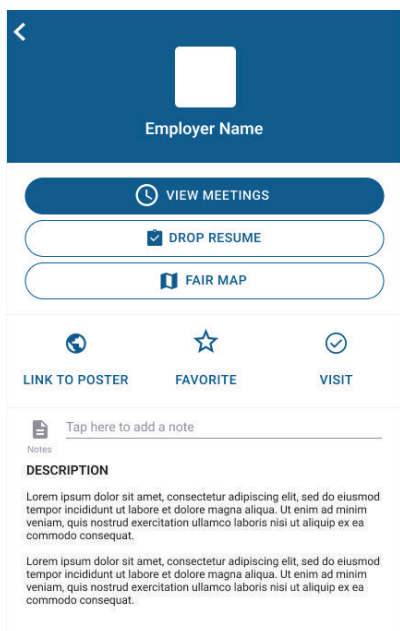 Employer Name
VIEW MEETINGS
DROP RESUME
FAIR MAP
LINK TO POSTER
FAVORITE
VISIT
Tap here to add a note
Notes
DESCRIPTION
Lorem ipsum dolor sit amet, consectetur adipiscing elit, sed do eiusmod
tempor incididunt ut labore et dolore magna aliqua. Ut enim ad minim
veniam, quis nostrud exercitation ullamco laboris nisi ut aliquip ex ea
commodo consequat.
Lorem ipsum dolor sit amet, consectetur adipiscing elit, sed do eiusmod
tempor incididunt ut labore et dolore magna aliqua. Ut enim ad minim
veniam, quis nostrud exercitation ullamco laboris nisi ut aliquip ex ea
commodo consequat.